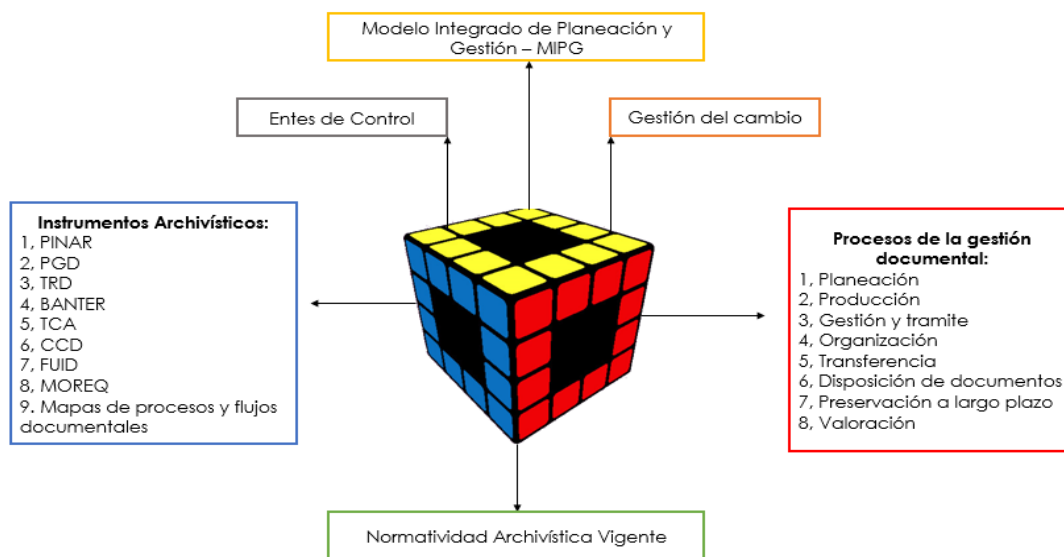 Modelo Integrado de Planeación y
Gestión – MIPG
Entes de Control
Gestión del cambio
Instrumentos Archivísticos:
1, PINAR
2, PGD
3, TRD
4, BANTER
5, TCA
6, CCD
7, FUID
8, MOREQ
9. Mapas de procesos y flujos
documentales
Procesos de la gestión
documental:
1, Planeación
2, Producción
3, Gestión y tramite
4, Organización
5, Transferencia
6, Disposición de documentos
7, Preservación a largo plazo
8, Valoración
Normatividad Archivística Vigente